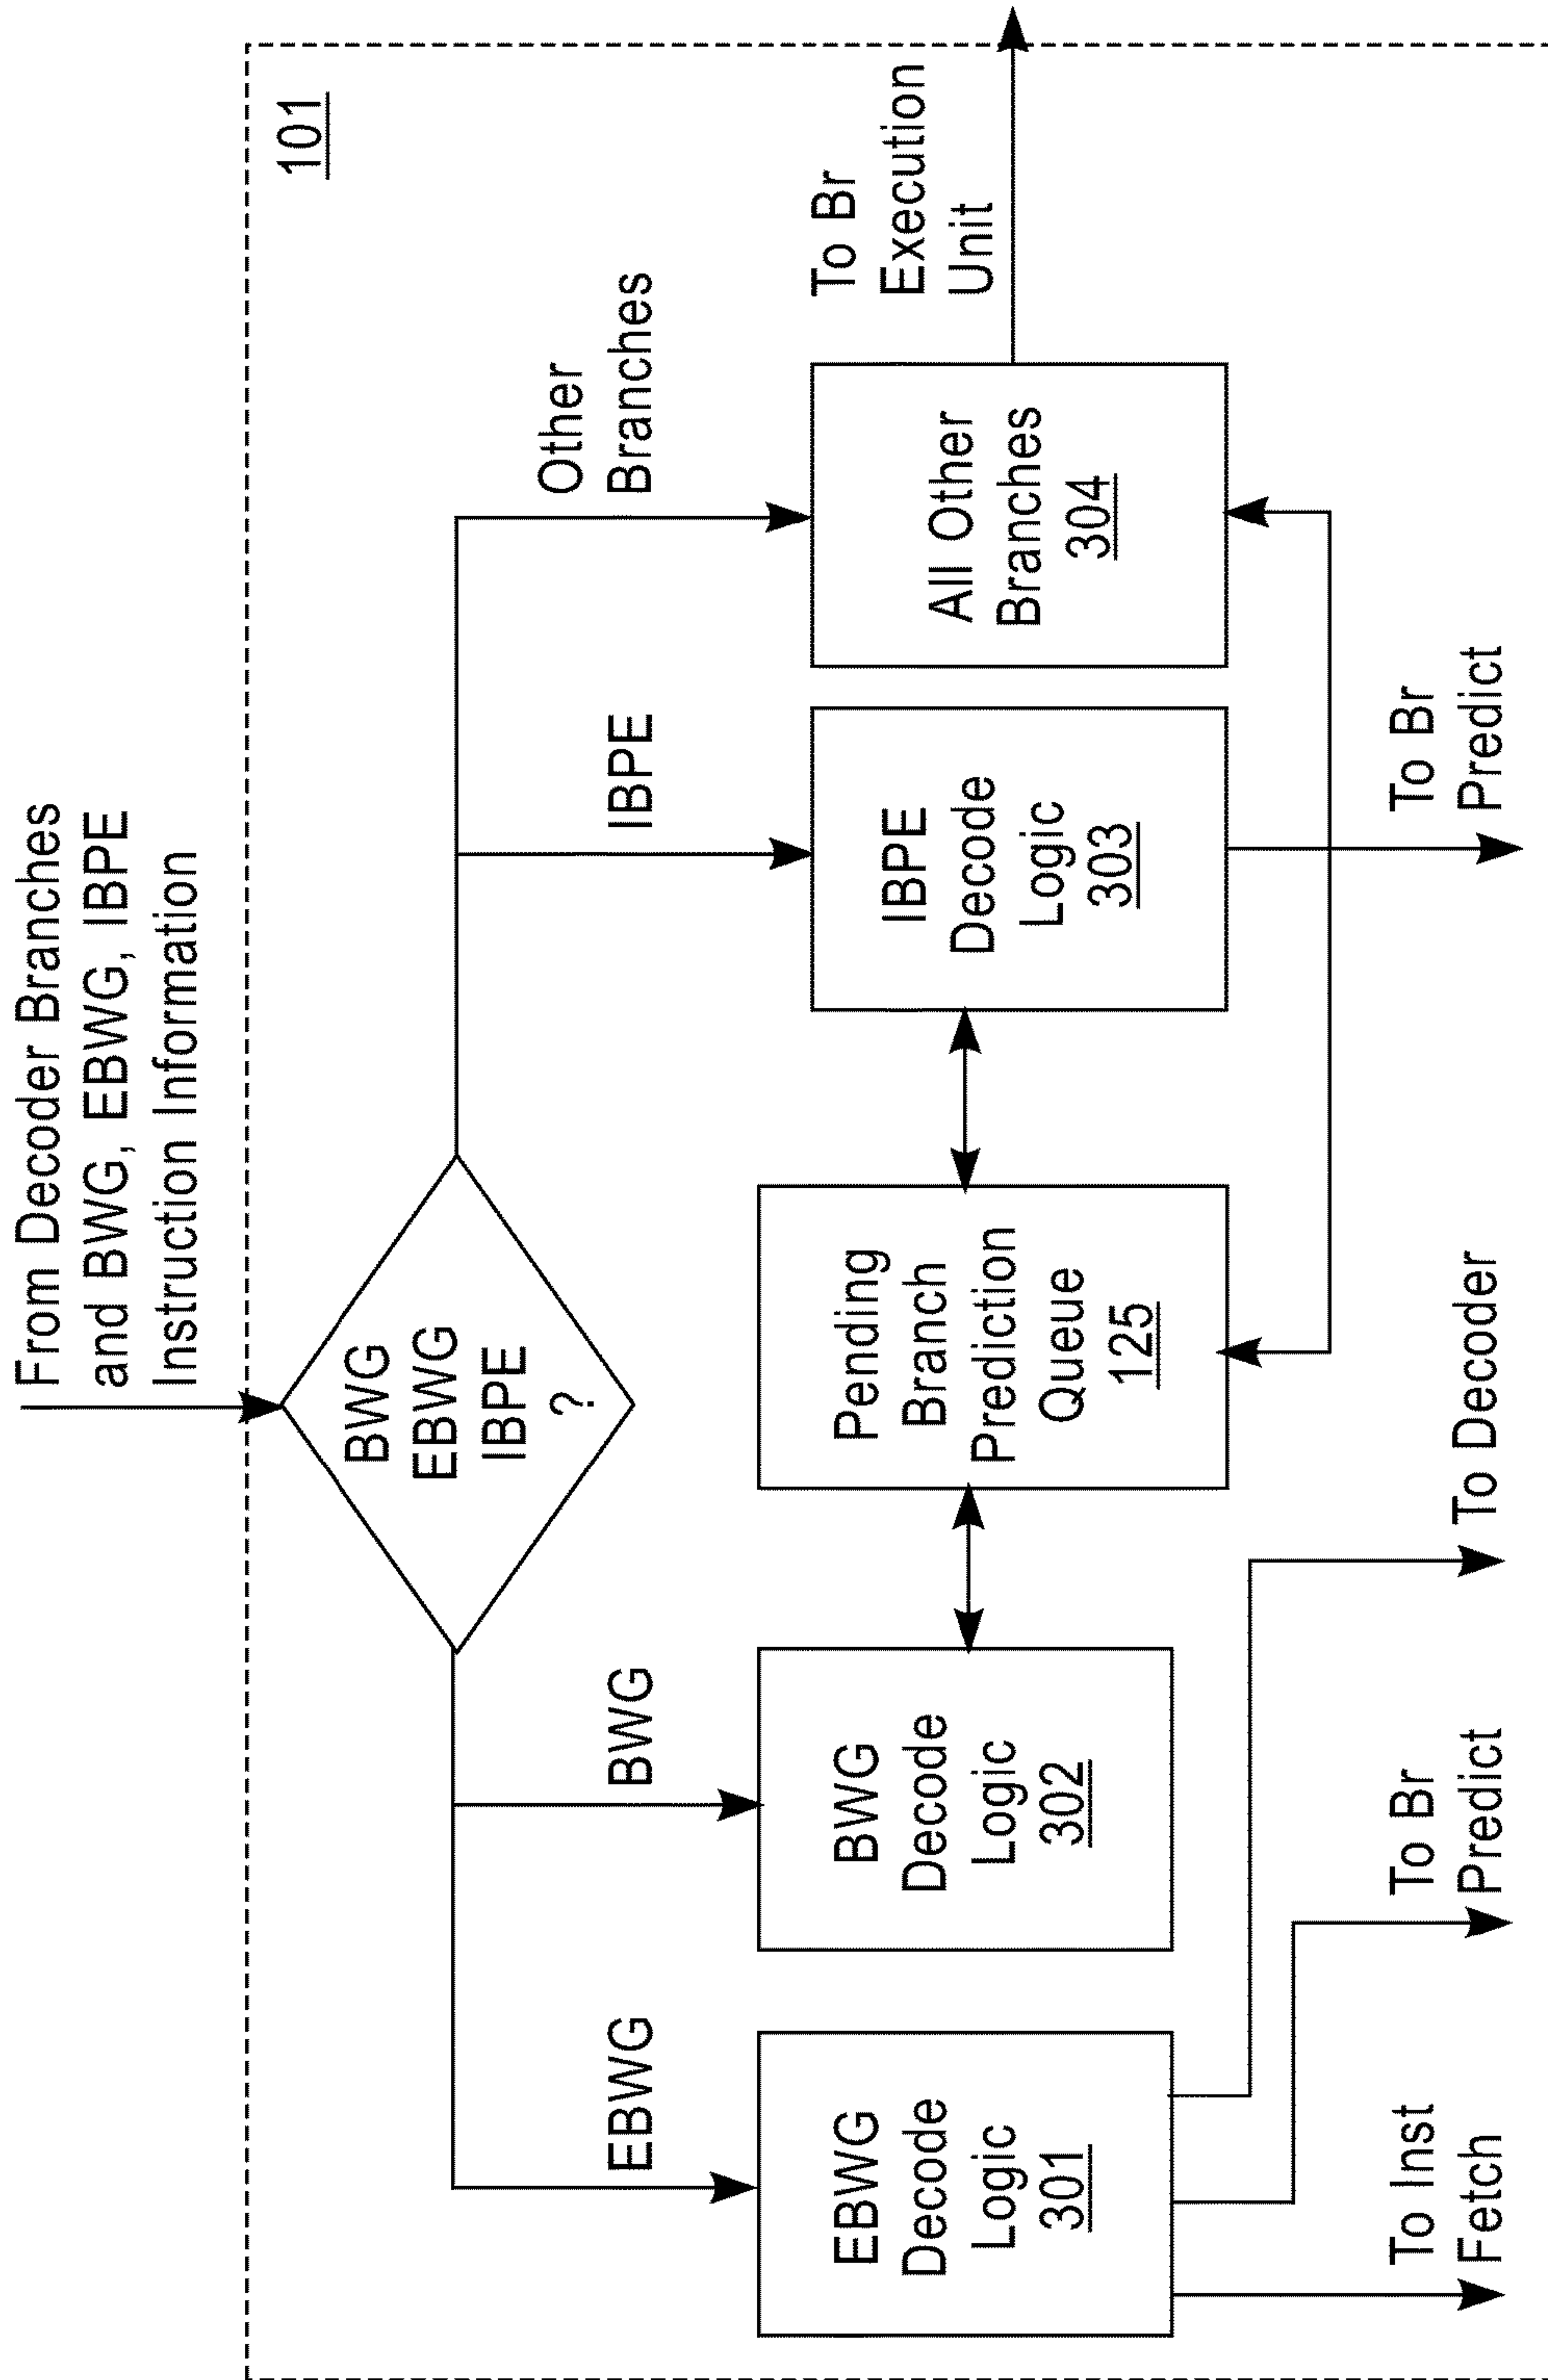 From Decoder Branches
and BWG, EBWG, IBPE
Instruction Information
101
BWG
EBWG
IBPE
?
EBWG
BWG
IBPE
Other
Branches
EBWG
Decode
Logic
301
BWG
Decode
Logic
302
Pending
Branch
Prediction
Queue
125
IBPE
Decode
Logic
303
All Other
Branches
304
To Br
Execution
Unit
To Inst
Fetch
To Br
Predict
To Decoder
To Br
Predict